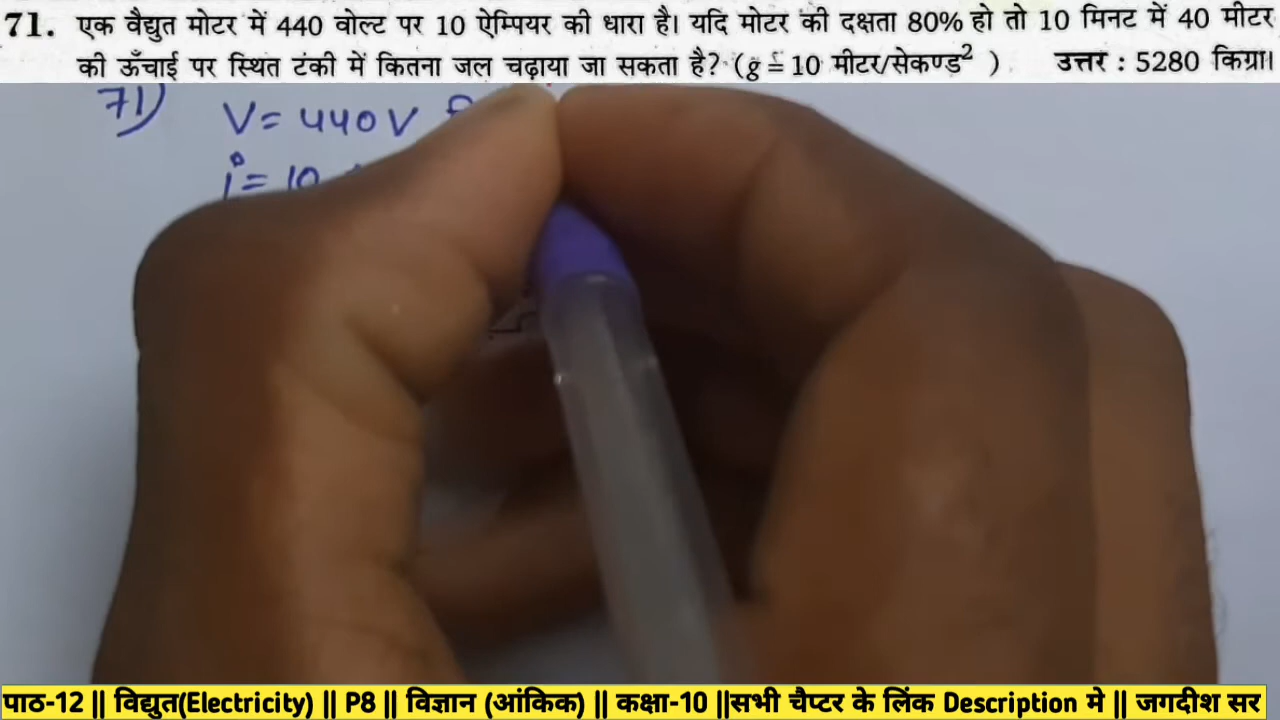 71. एक वैद्युत मोटर में 440 वोल्ट पर 10 ऐम्पियर की धारा है। यदि मोटर की दक्षता 80% हो तो 10 मिनट में 40 मीटर
की ऊँचाई पर स्थित टंकी में कितना जल चढ़ाया जा सकता है? (g = 10 मीटर/सेकण्ड² ) उत्तर : 5280 किग्रा।
71) V= 440V
i= 10
पाठ-12 || विद्युत(Electricity) || P8 || विज्ञान (आंकिक) || कक्षा-10 ||सभी चैप्टर के लिंक Description मे || जगदीश सर